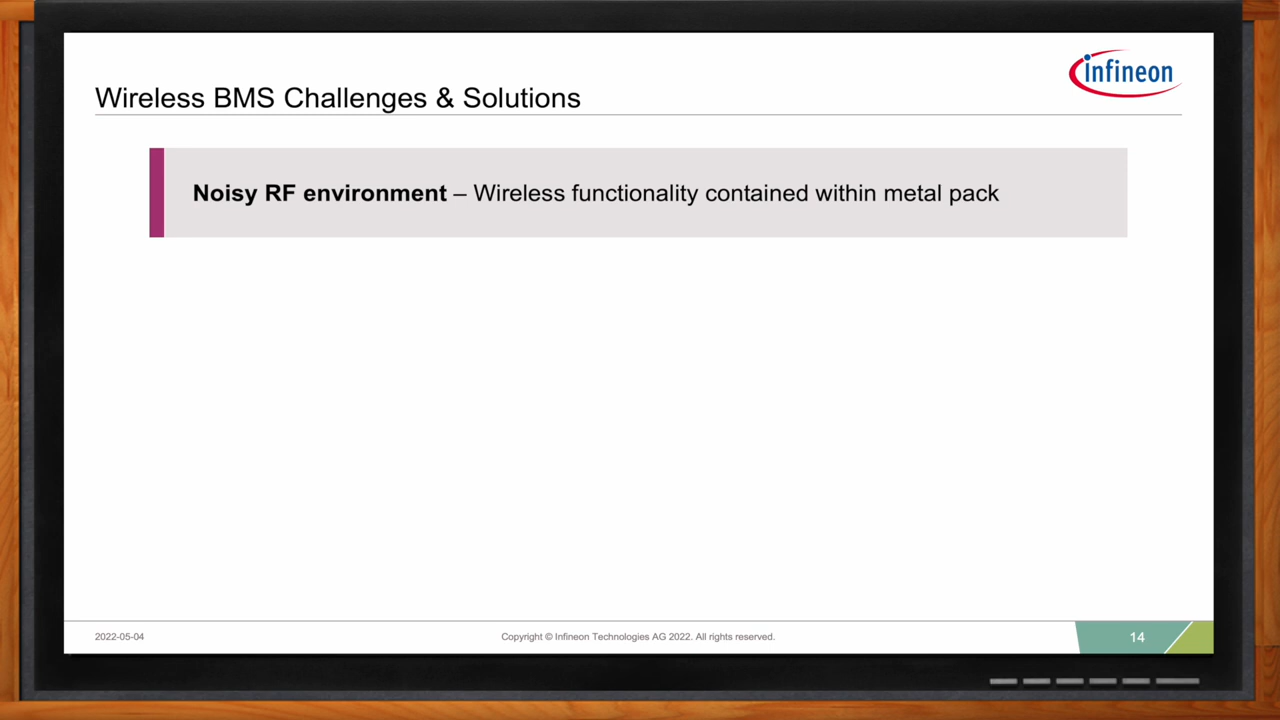 infineon
Wireless BMS Challenges & Solutions
Noisy RF environment – Wireless functionality contained within metal pack
2022-05-04
Copyright © Infineon Technologies AG 2022. All rights reserved.
14